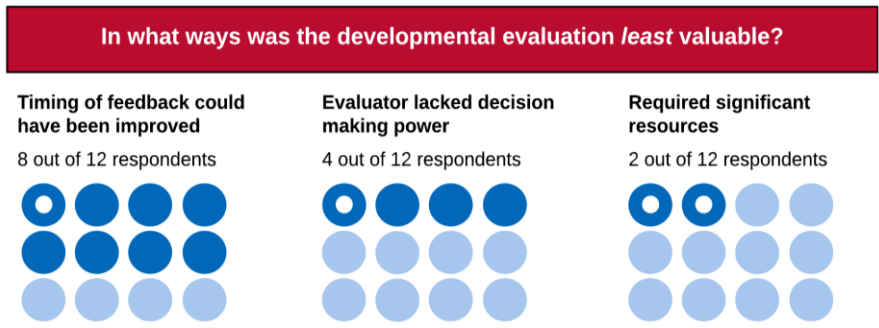 In what ways was the developmental evaluation least valuable?
Timing of feedback could
have been improved
8 out of 12 respondents
Evaluator lacked decision
making power
4 out of 12 respondents
Required significant
resources
2 out of 12 respondents